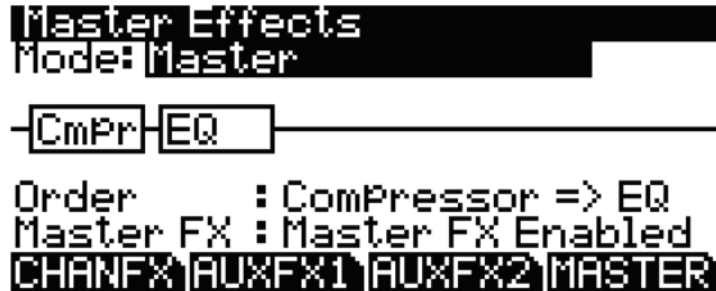 Master Effects
Mode:Master
Cmpr EQ
Order : Compressor => EQ
Master FX : Master FX Enabled
CHANFX AUXFX1 AUXFX2 MASTER